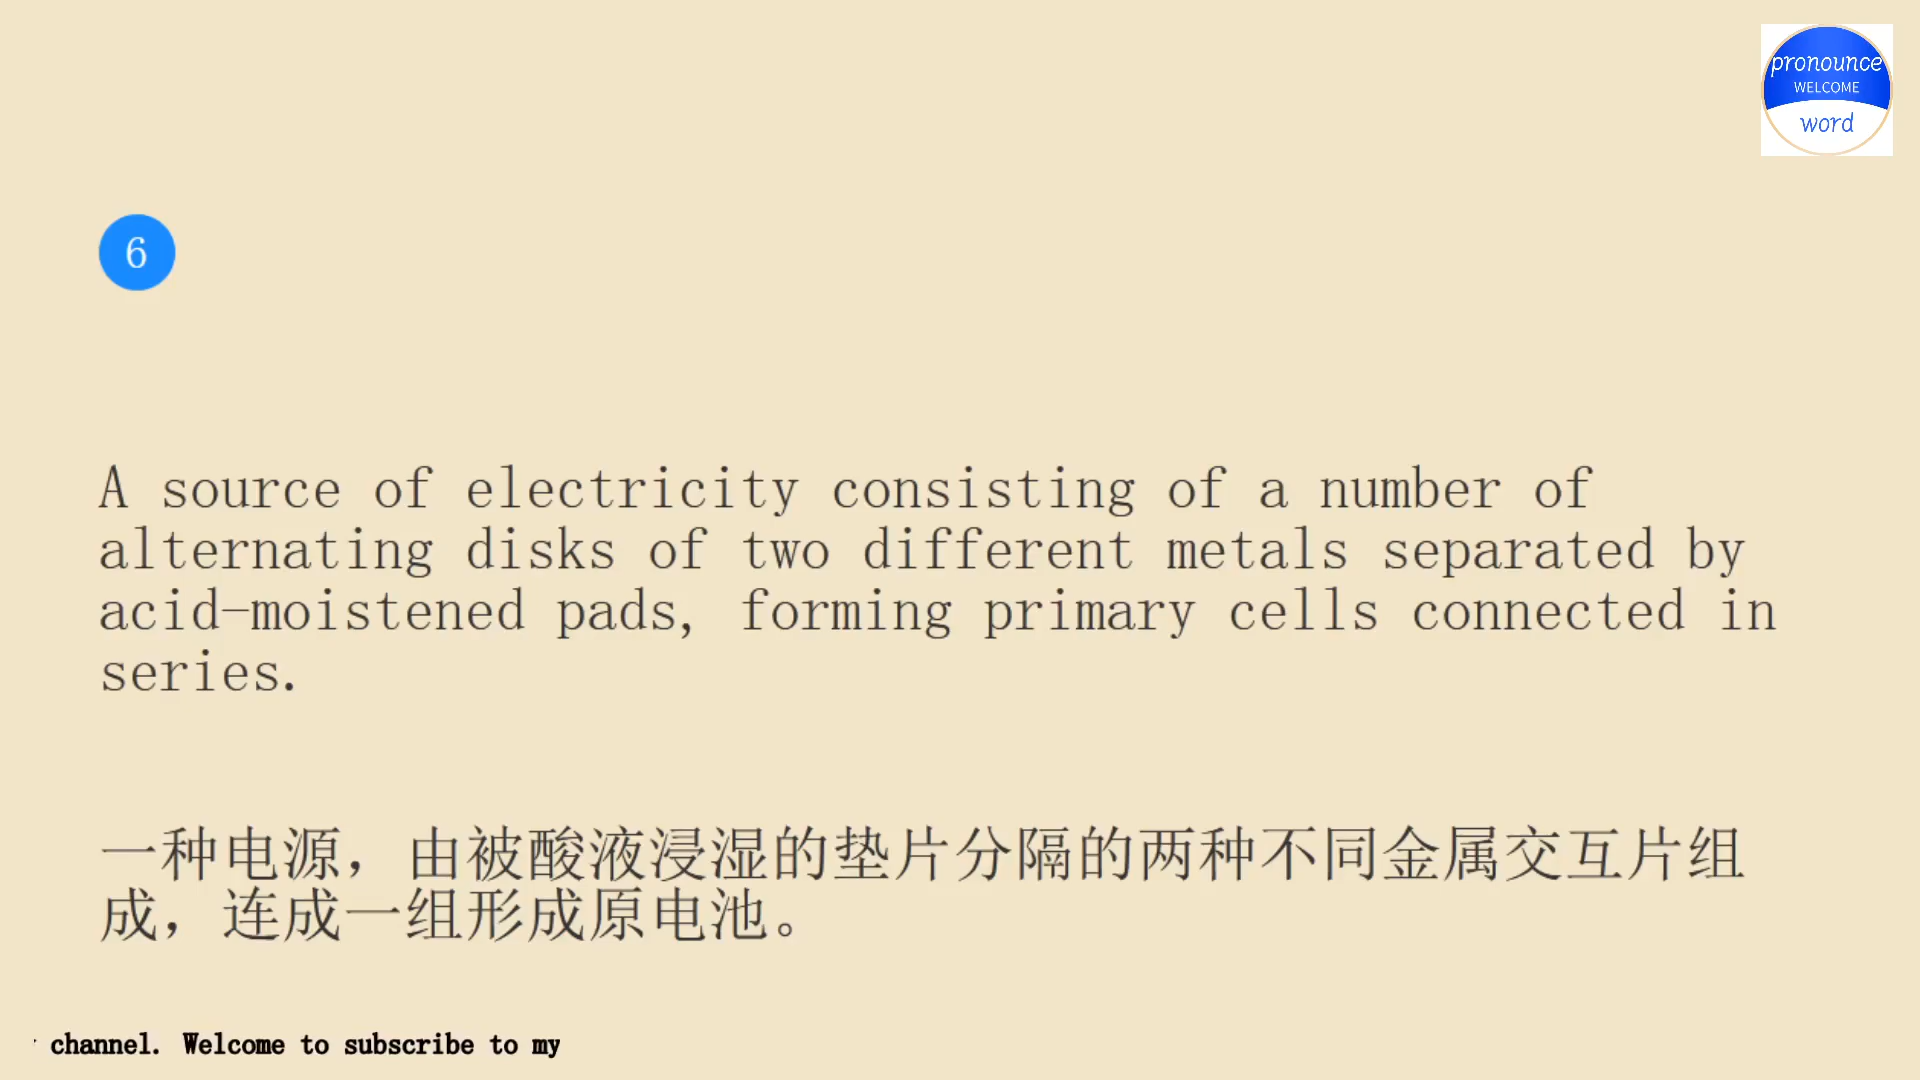 pronounce
WELCOME
word
6
A source of electricity consisting of a number of
alternating disks of two different metals separated by
acid-moistened pads, forming primary cells connected in
series.
一种电源，由被酸液浸湿的垫片分隔的两种不同金属交互片组
成，连成一组形成原电池。
channel. Welcome to subscribe to my